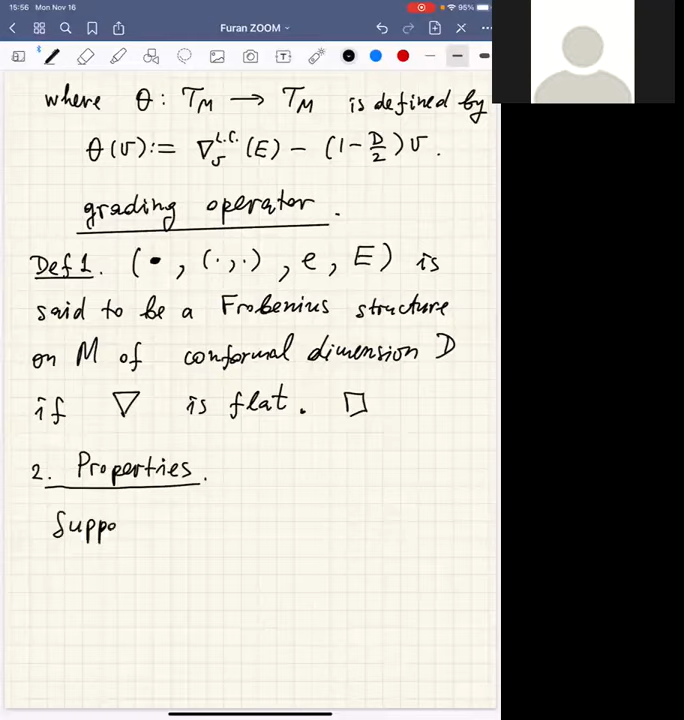 15:56 Mon Nov 16
95%
Furan ZOOM
where θ : T_M → T_M is defined by
θ(v) := ∇_v^{L.C.} (E) − (1 − D/2) v .
grading operator .
Def 1. ( • , (·,·) , e , E ) is
said to be a Frobenius structure
on M of conformal dimension D
if ∇ is flat. □
2. Properties.
Suppo